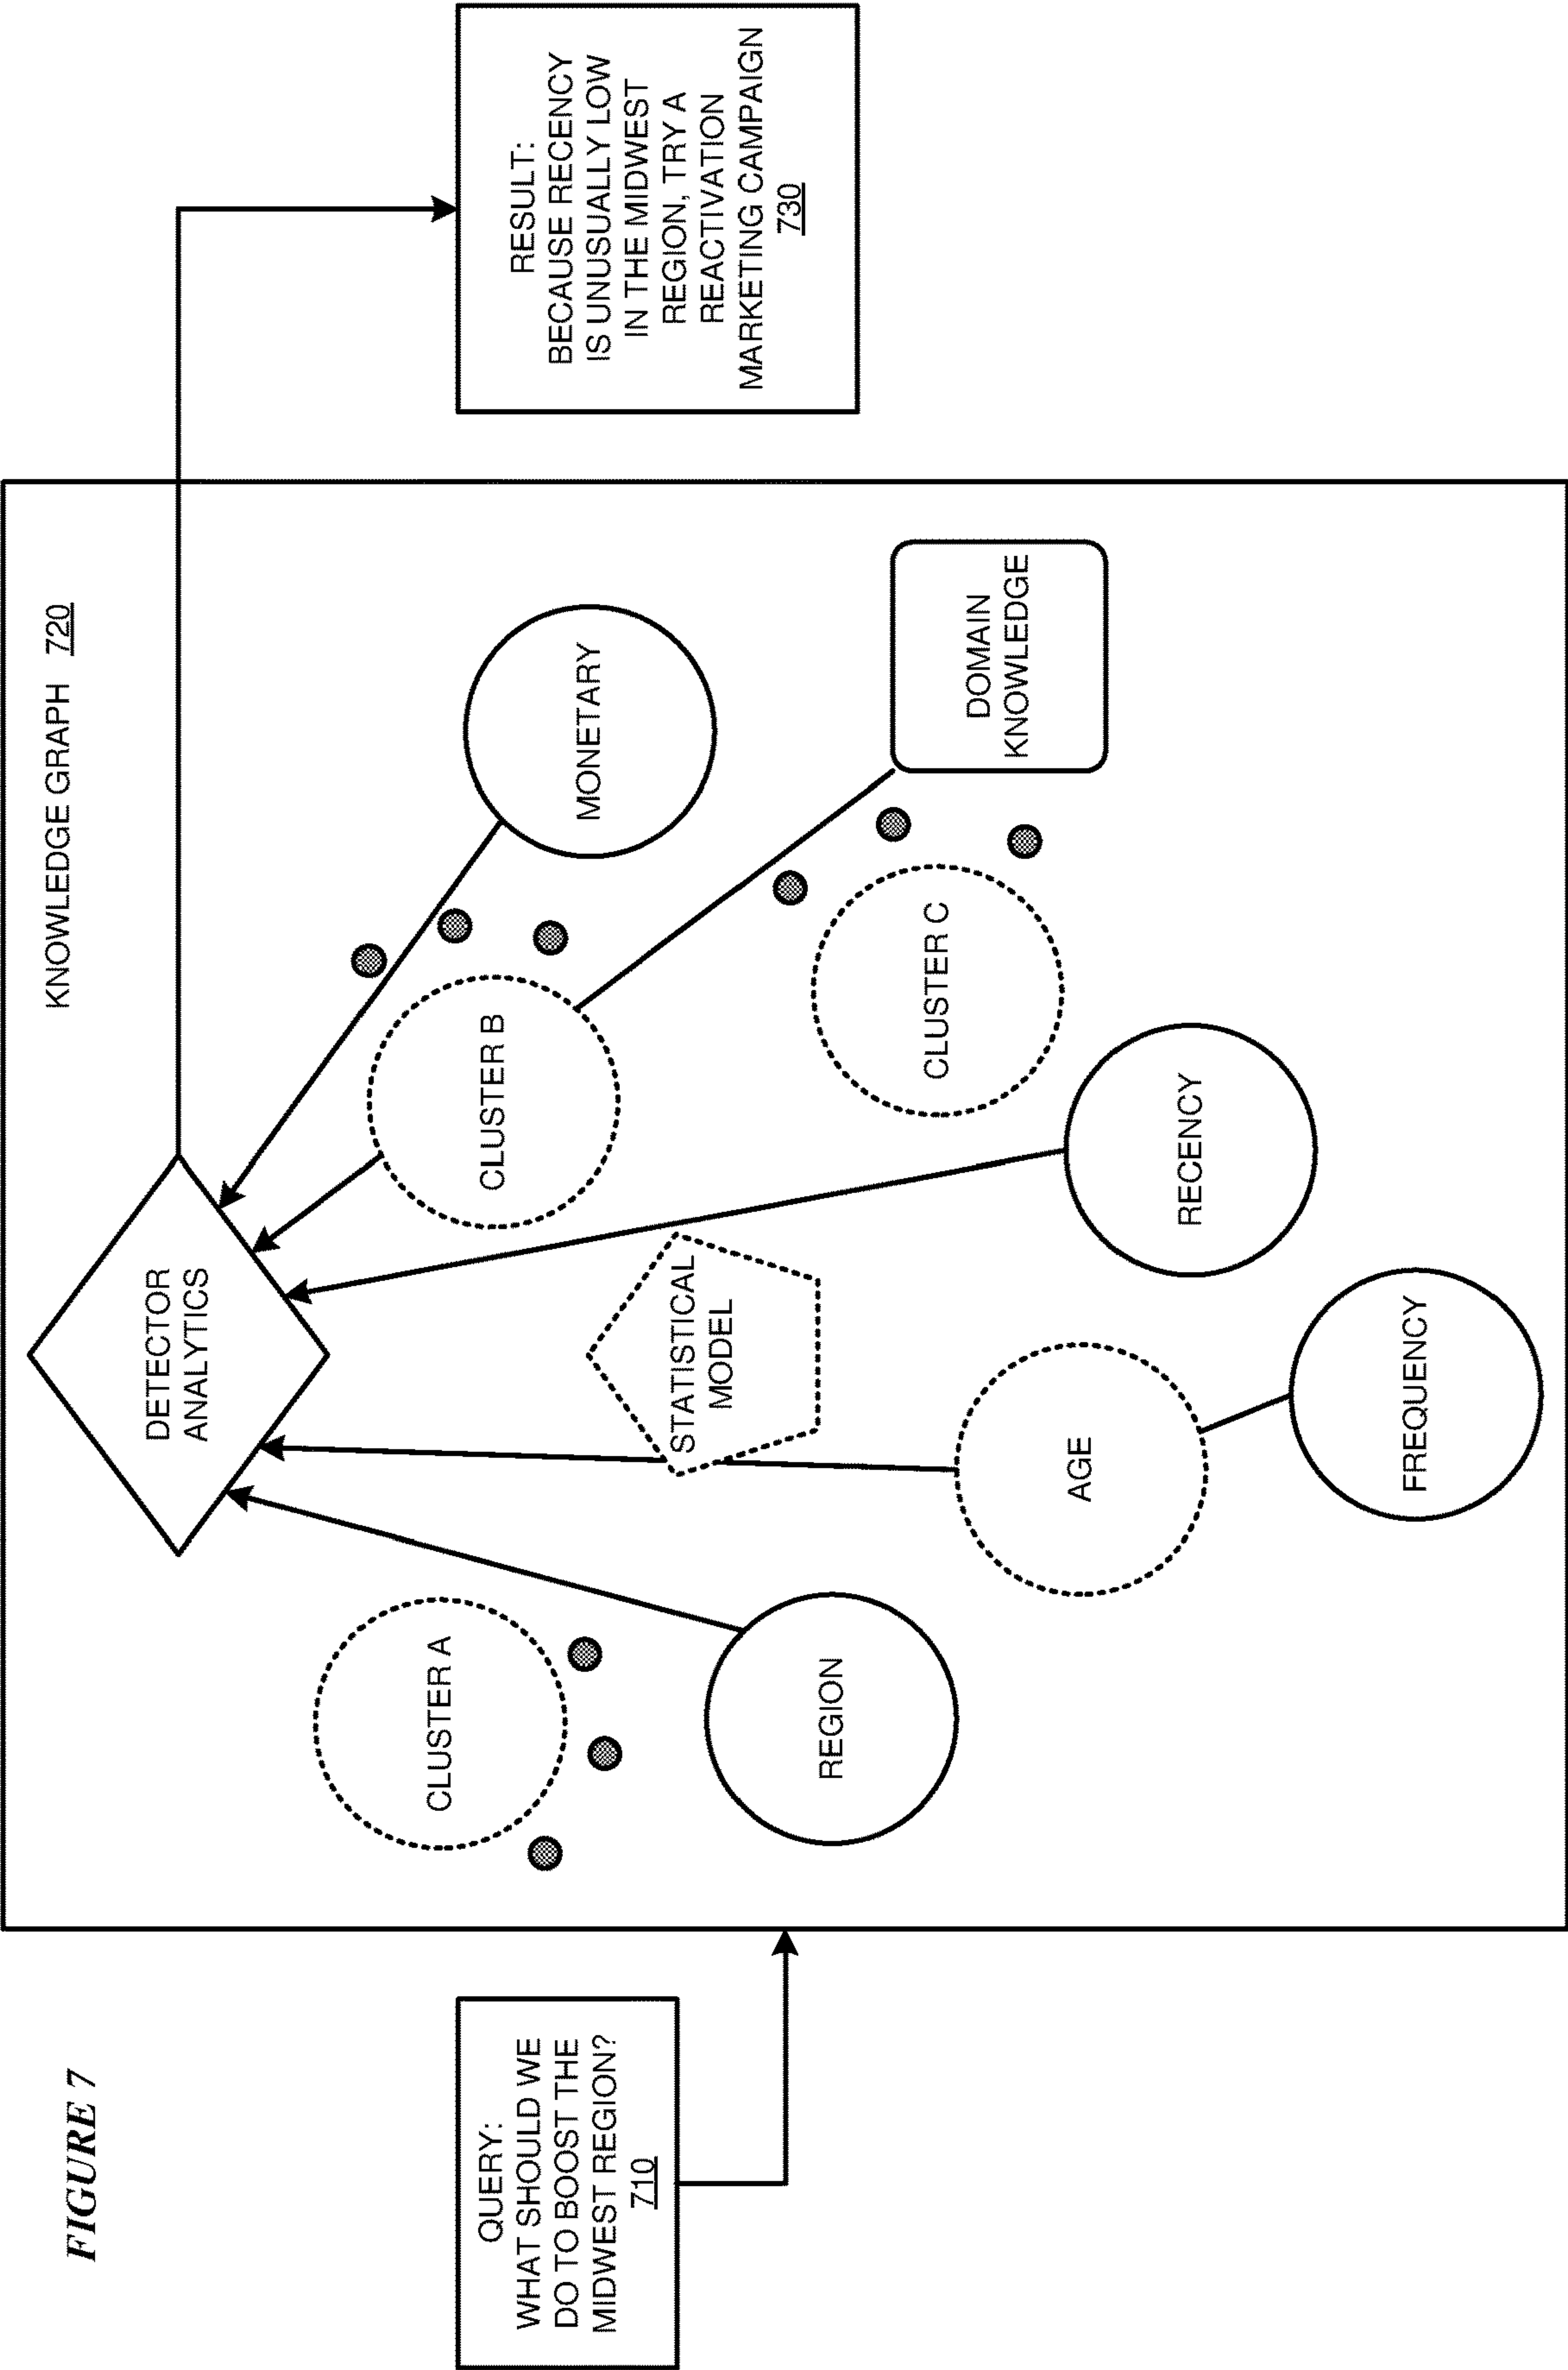 FIGURE 7
QUERY:
WHAT SHOULD WE
DO TO BOOST THE
MIDWEST REGION?
710
KNOWLEDGE GRAPH 720
DETECTOR
ANALYTICS
CLUSTER A
REGION
STATISTICAL
MODEL
AGE
FREQUENCY
CLUSTER B
RECENCY
CLUSTER C
MONETARY
DOMAIN
KNOWLEDGE
RESULT:
BECAUSE RECENCY
IS UNUSUALLY LOW
IN THE MIDWEST
REGION, TRY A
REACTIVATION
MARKETING CAMPAIGN
730